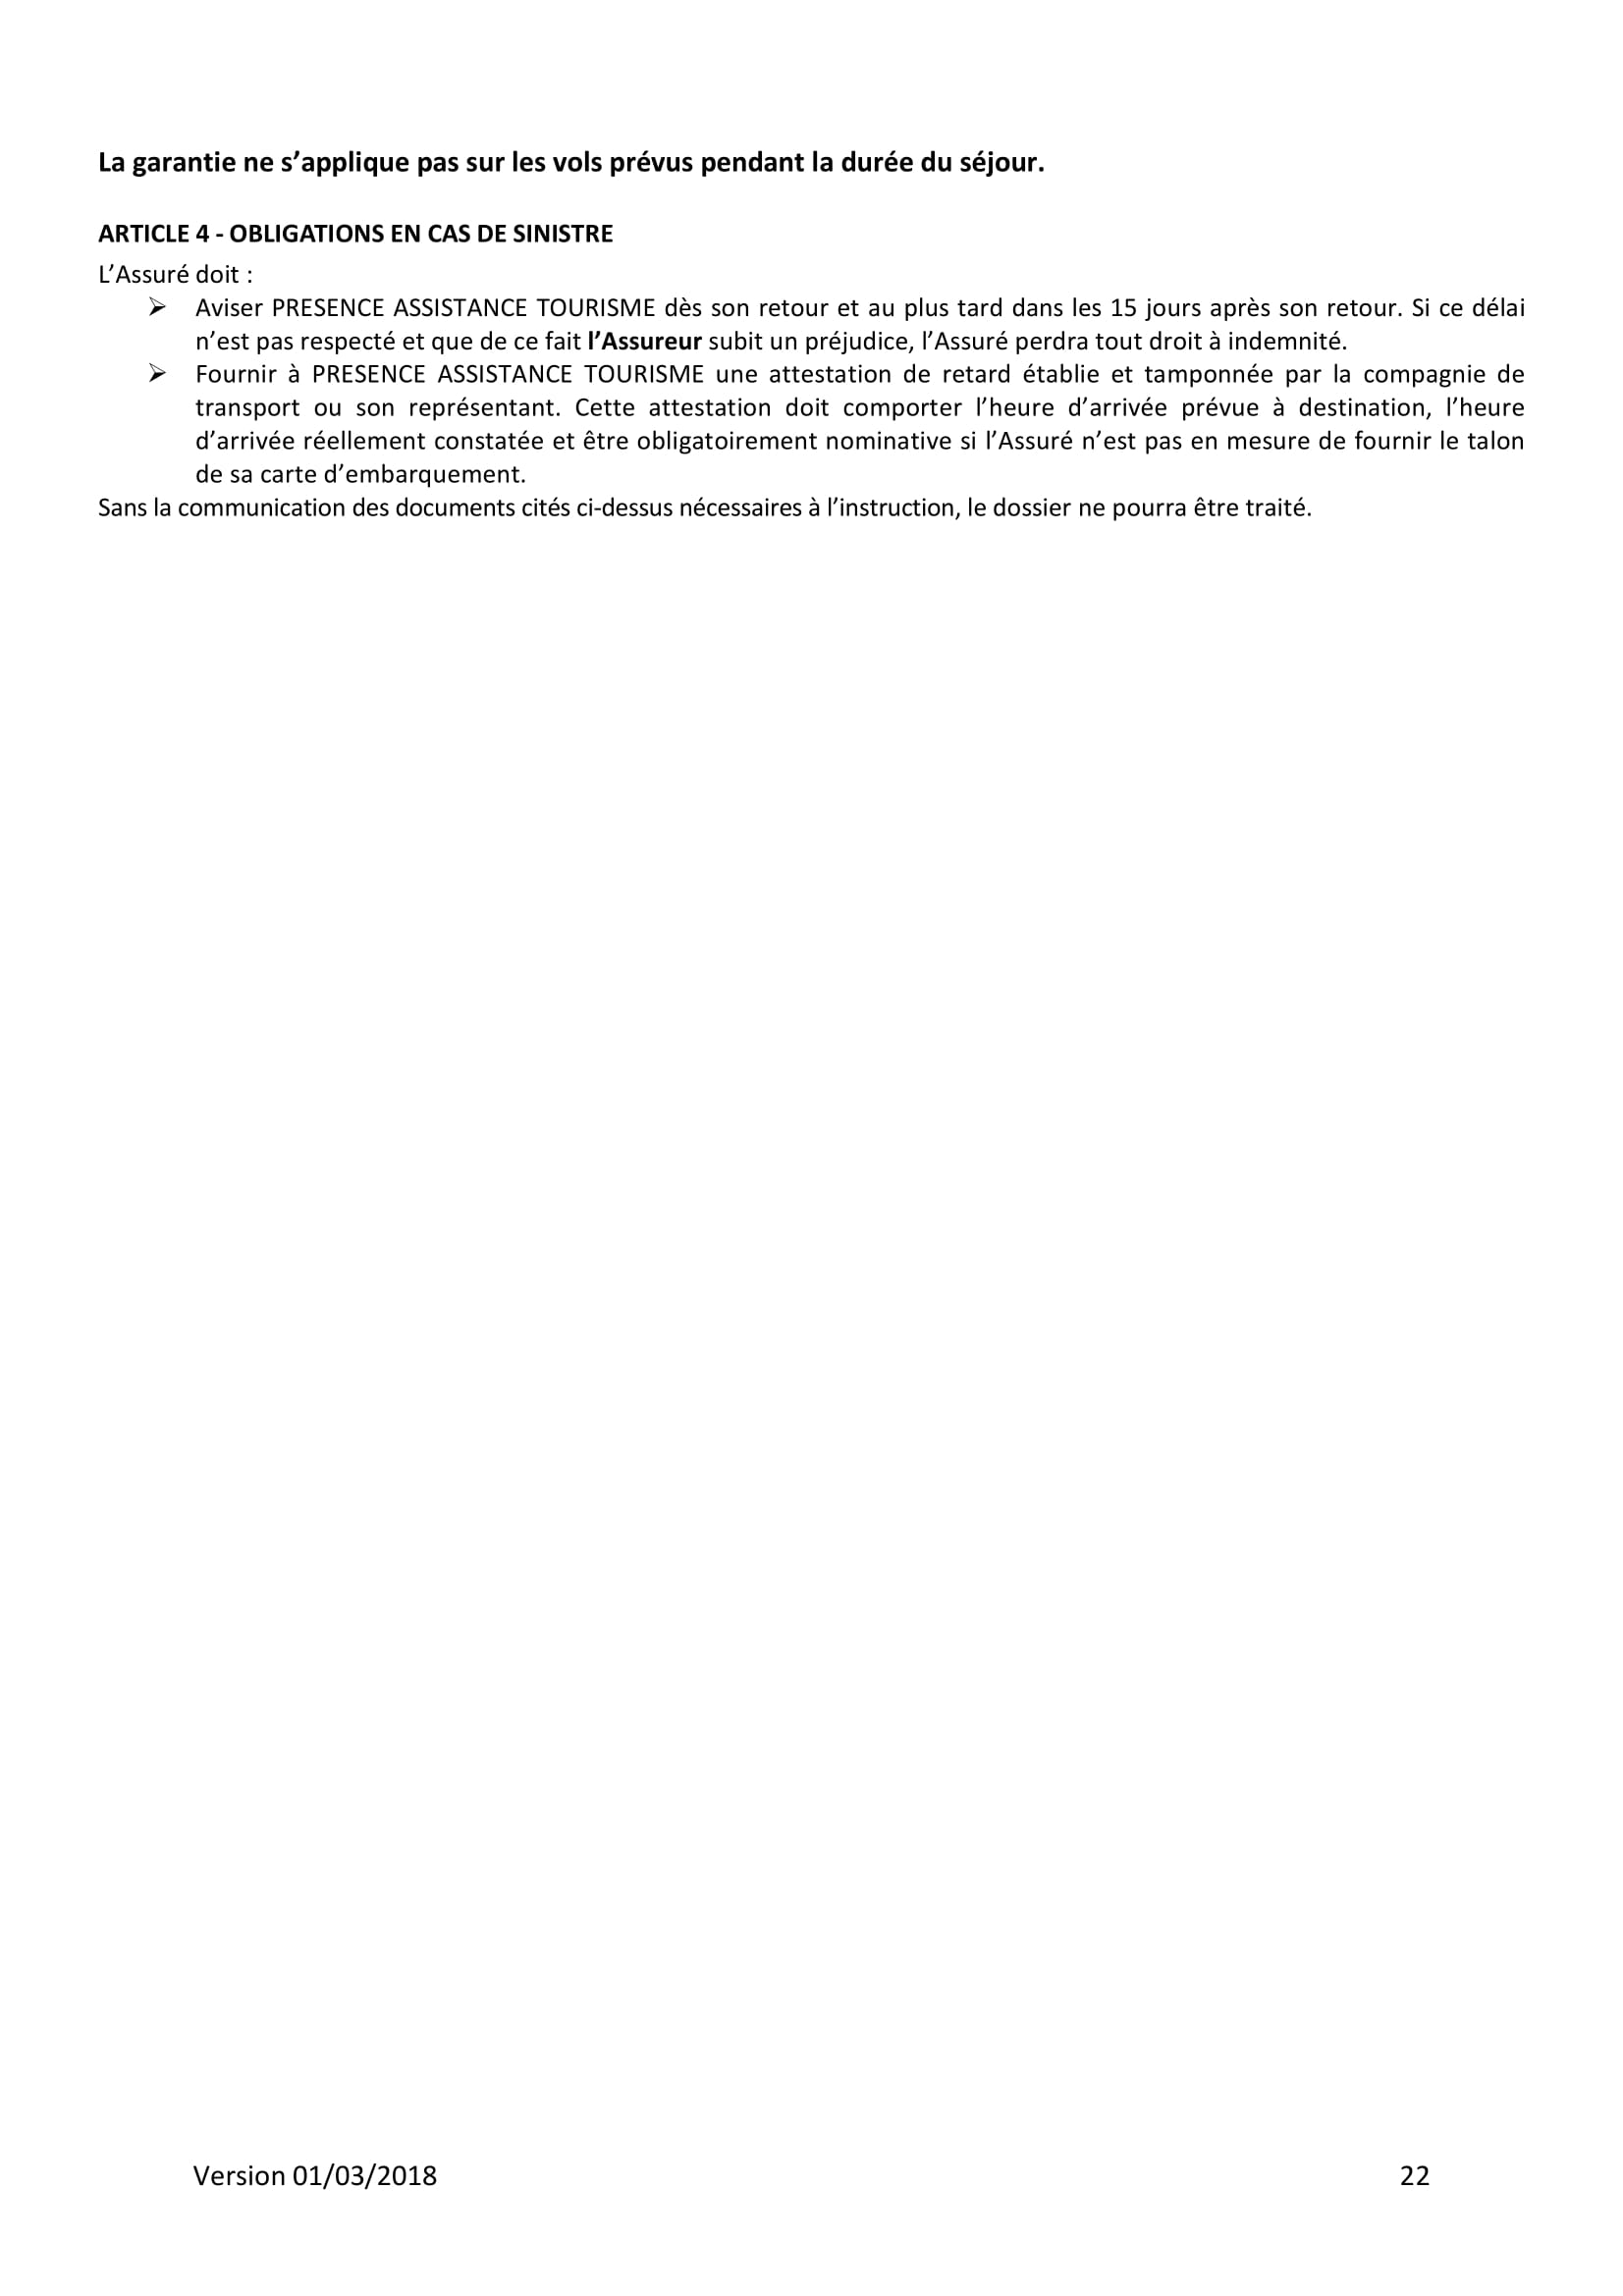 La garantie ne s’applique pas sur les vols prévus pendant la durée du séjour.
ARTICLE 4 - OBLIGATIONS EN CAS DE SINISTRE
L’Assuré doit :
➢ Aviser PRESENCE ASSISTANCE TOURISME dès son retour et au plus tard dans les 15 jours après son retour. Si ce délai
n’est pas respecté et que de ce fait l’Assureur subit un préjudice, l’Assuré perdra tout droit à indemnité.
➢ Fournir à PRESENCE ASSISTANCE TOURISME une attestation de retard établie et tamponnée par la compagnie de
transport ou son représentant. Cette attestation doit comporter l’heure d’arrivée prévue à destination, l’heure
d’arrivée réellement constatée et être obligatoirement nominative si l’Assuré n’est pas en mesure de fournir le talon
de sa carte d’embarquement.
Sans la communication des documents cités ci-dessus nécessaires à l’instruction, le dossier ne pourra être traité.
Version 01/03/2018 22